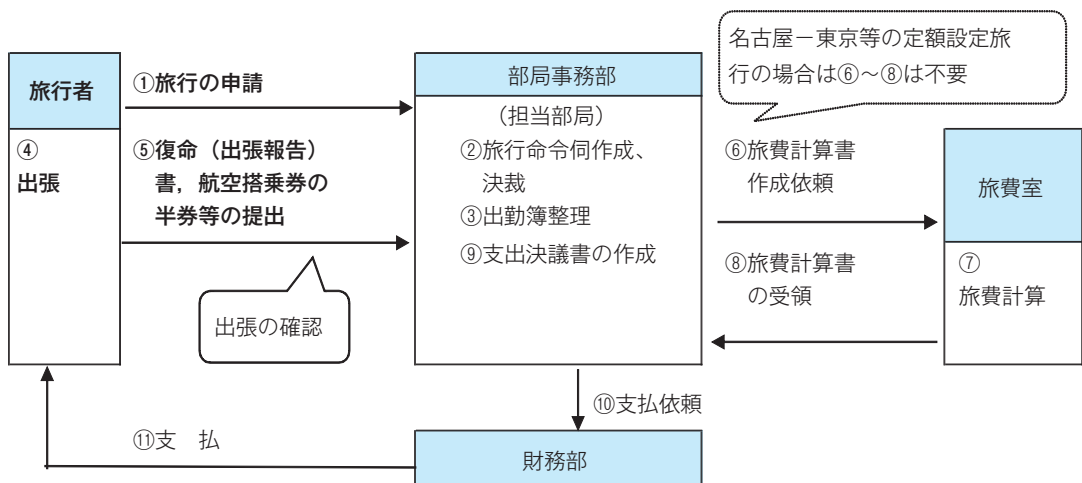 名古屋－東京等の定額設定旅
行の場合は⑥～⑧は不要
旅行者
①旅行の申請
部局事務部
（担当部局）
④
出張
⑤復命（出張報告）
書，航空搭乗券の
半券等の提出
②旅行命令伺作成、
決裁
③出勤簿整理
⑨支出決議書の作成
⑥旅費計算書
作成依頼
旅費室
⑧旅費計算書
の受領
⑦
旅費計算
出張の確認
⑩支払依頼
⑪支　払
財務部